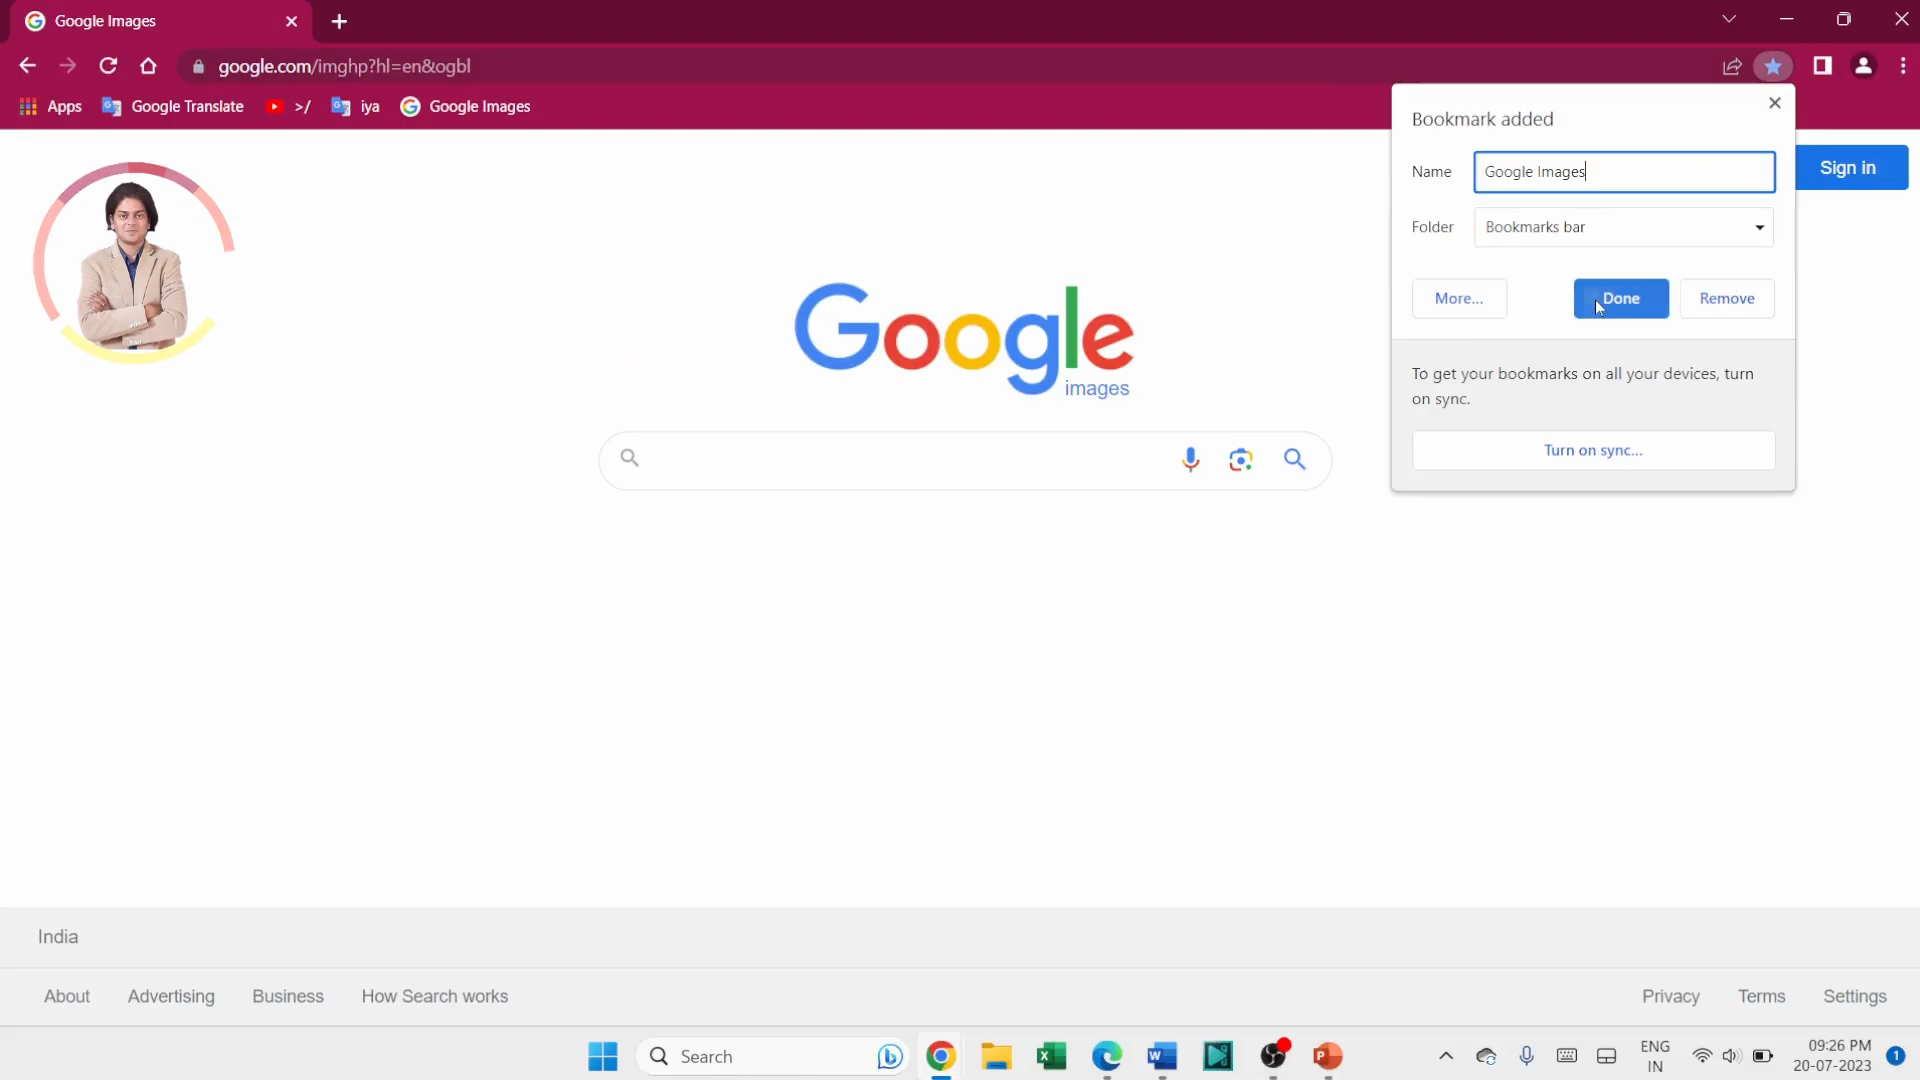 Google Images
google.com/imghp?hl=en&ogbl
Apps Google Translate >/ iya Google Images
Bookmark added
Name Google Images
Sign in
Folder Bookmarks bar
More... Done Remove
Google
images
To get your bookmarks on all your devices, turn
on sync.
Turn on sync...
India
About Advertising Business How Search works Privacy Terms Settings
Search
ENG
IN
09:26 PM
20-07-2023
1